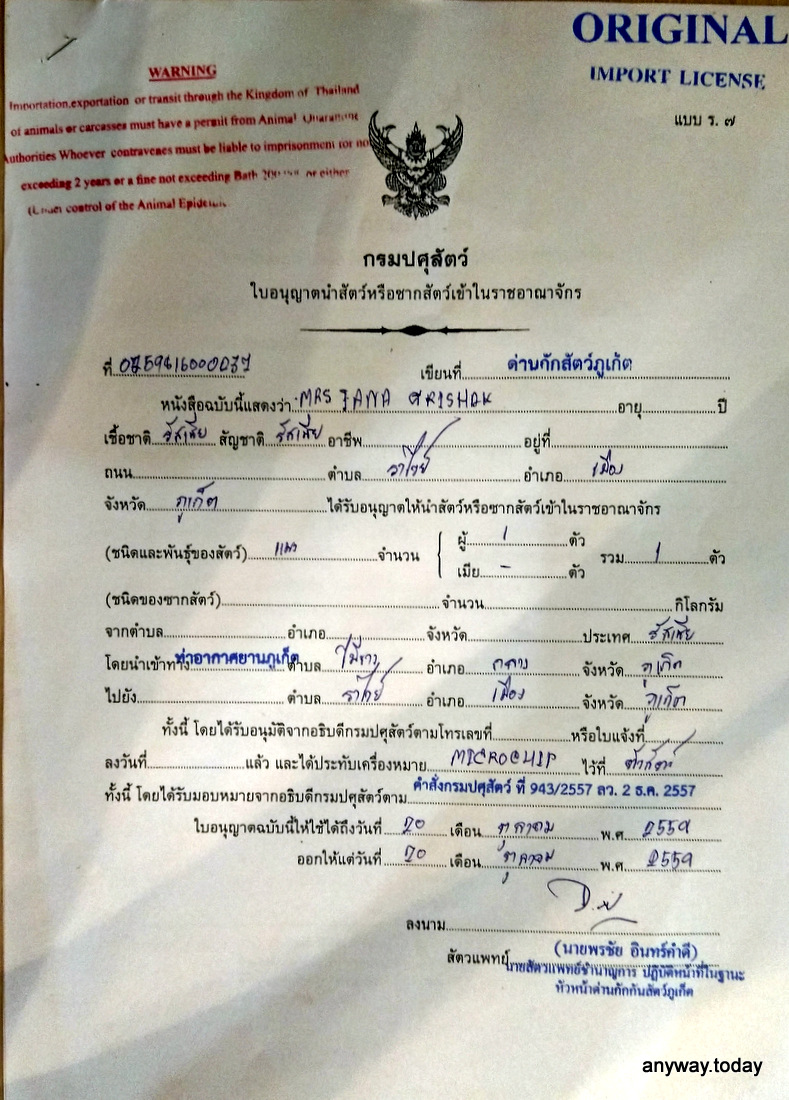 ORIGINAL
IMPORT LICENSE
แบบ ร. ๗
WARNING
Importation,exportation or transit through the Kingdom of Thailand
of animals or carcasses must have a permit from Animal Quarantine
Authorities Whoever contravenes must be liable to imprisonment for not
exceeding 2 years or a fine not exceeding Bath or either
(Under control of the Animal
กรมปศุสัตว์
ใบอนุญาตนำสัตว์หรือซากสัตว์เข้าในราชอาณาจักร
ที่ เขียนที่ ด่านกักสัตว์ภูเก็ต
หนังสือฉบับนี้แสดงว่า MRS อายุ ปี
เชื้อชาติ รัสเซีย สัญชาติ รัสเซีย อาชีพ อยู่ที่
ถนน ตำบล ราไวย์ อำเภอ เมือง
จังหวัด ภูเก็ต ได้รับอนุญาตให้นำสัตว์หรือซากสัตว์เข้าในราชอาณาจักร
(ชนิดและพันธุ์ของสัตว์) แมว จำนวน ผู้ 1 ตัว รวม 1 ตัว
เมีย - ตัว
(ชนิดของซากสัตว์) จำนวน กิโลกรัม
จากตำบล อำเภอ จังหวัด ประเทศ รัสเซีย
โดยนำเข้าทาง ท่าอากาศยานภูเก็ต ตำบล ไม้ขาว อำเภอ ถลาง จังหวัด ภูเก็ต
ไปยัง ตำบล ราไวย์ อำเภอ เมือง จังหวัด ภูเก็ต
ทั้งนี้ โดยได้รับอนุมัติจากอธิบดีกรมปศุสัตว์ตามโทรเลขที่ หรือใบแจ้งที่
ลงวันที่ แล้ว และได้ประทับเครื่องหมาย MICROCHIP ไว้ที่ ตัวสัตว์
ทั้งนี้ โดยได้รับมอบหมายจากอธิบดีกรมปศุสัตว์ตาม คำสั่งกรมปศุสัตว์ ที่ 943/2557 ลว. 2 ธ.ค. 2557
ใบอนุญาตฉบับนี้ให้ใช้ได้ถึงวันที่ 20 เดือน ตุลาคม พ.ศ 2559
ออกให้แต่วันที่ 20 เดือน ตุลาคม พ.ศ. 2559
ลงนาม
สัตวแพทย์ (นายพรชัย อินทร์คำดี)
นายสัตวแพทย์ชำนาญการ ปฏิบัติหน้าที่ในฐานะ
หัวหน้าด่านกักกันสัตว์ภูเก็ต
anyway.today